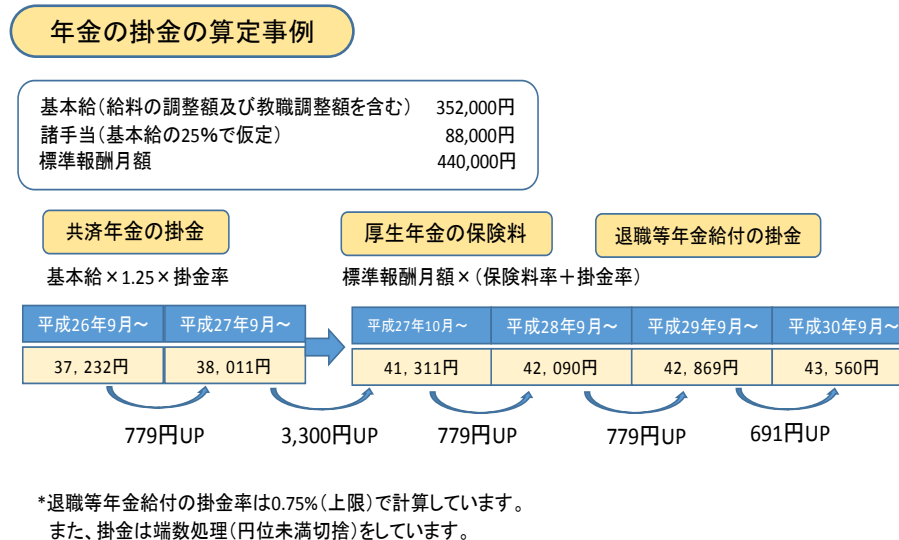 年金の掛金の算定事例
基本給(給料の調整額及び教職調整額を含む) 352,000円
諸手当(基本給の25%で仮定) 88,000円
標準報酬月額 440,000円
共済年金の掛金 厚生年金の保険料 退職等年金給付の掛金
基本給×1.25×掛金率 標準報酬月額×(保険料率+掛金率)
平成26年9月~ 平成27年9月~ 平成27年10月~ 平成28年9月~ 平成29年9月~ 平成30年9月~
37,232円 38,011円 41,311円 42,090円 42,869円 43,560円
779円UP 3,300円UP 779円UP 779円UP 691円UP
*退職等年金給付の掛金率は0.75%(上限)で計算しています。
また、掛金は端数処理(円位未満切捨)をしています。